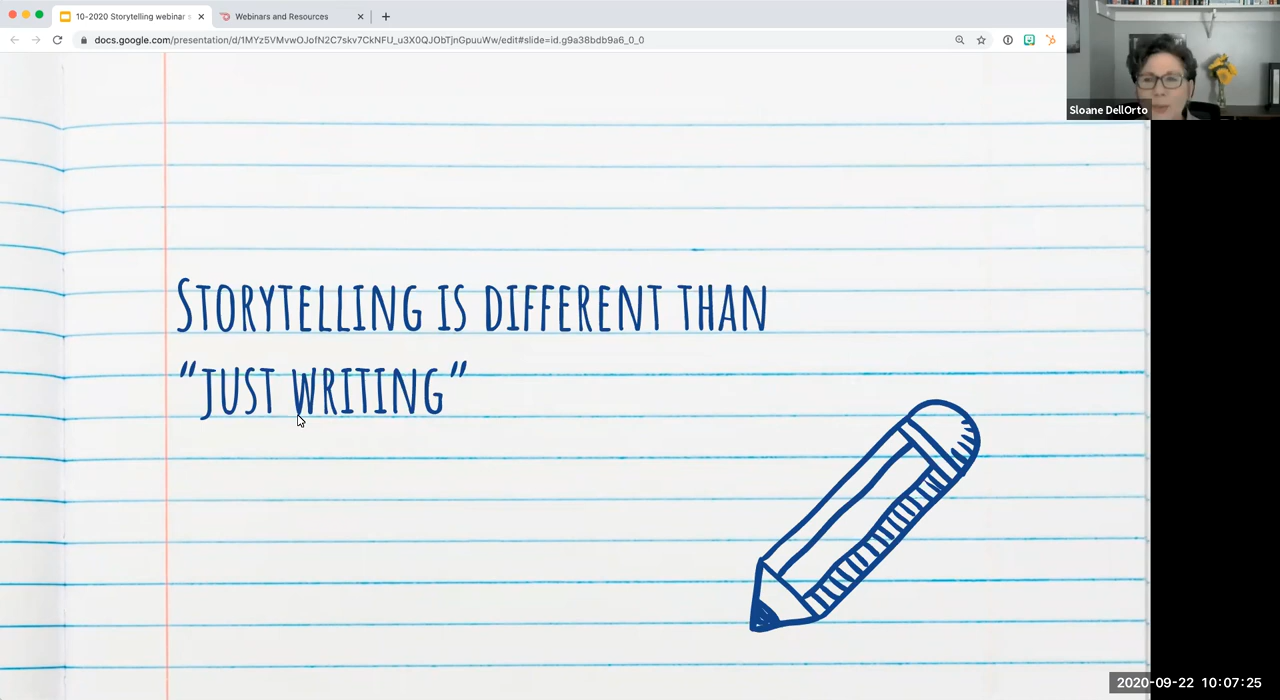 10-2020 Storytelling webinar
Webinars and Resources
docs.google.com/presentation/d/1MYz5VMvwOJofN2C7skv7CkNFU_u3X0QJObTjnGpuuWw/edit#slide=id.g9a38bdb9a6_0_0
Sloane DellOrto
STORYTELLING IS DIFFERENT THAN
“JUST WRITING”
2020-09-22 10:07:25